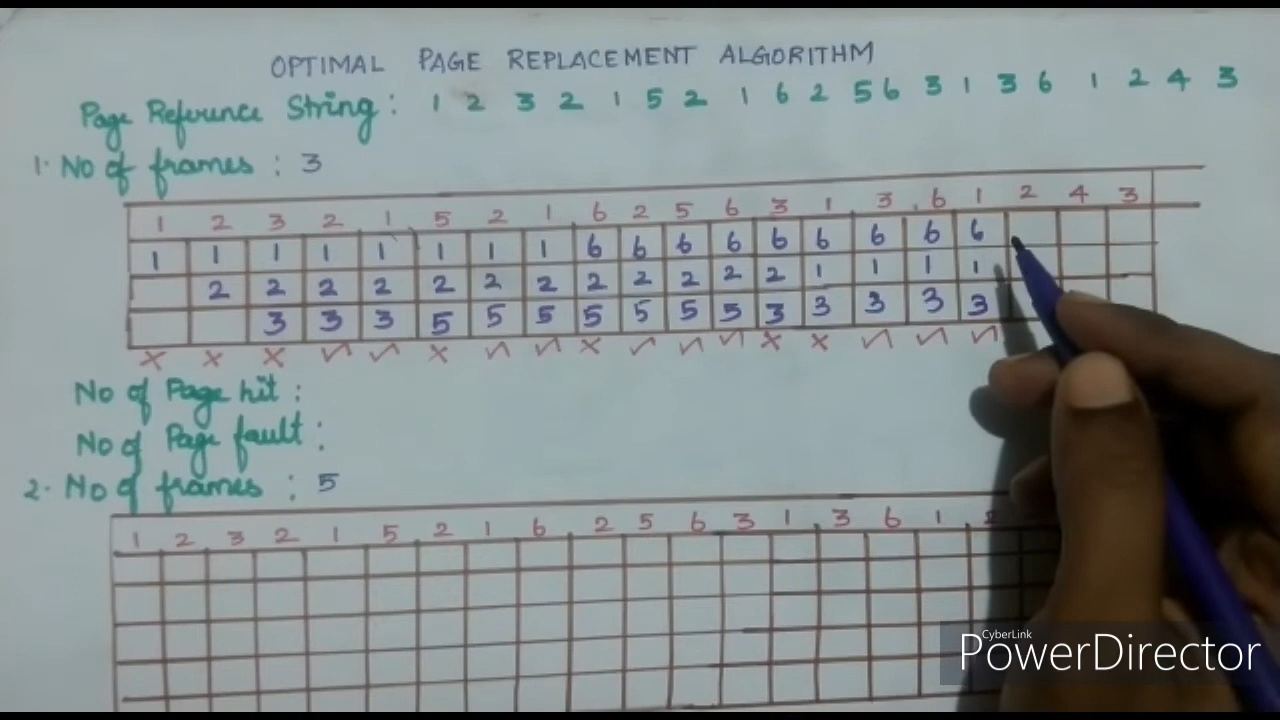 OPTIMAL PAGE REPLACEMENT ALGORITHM
Page Reference String : 1 2 3 2 1 5 2 1 6 2 5 6 3 1 3 6 1 2 4 3
1. No of frames : 3
1 2 3 2 1 5 2 1 6 2 5 6 3 1 3 6 1 2 4 3
1 1 1 1 1 1 1 1 6 6 6 6 6 6 6 6 6
2 2 2 2 2 2 2 2 2 2 2 2 1 1 1 1
3 3 3 5 5 5 5 5 5 5 3 3 3 3 3
× × × ✓ ✓ × ✓ ✓ × ✓ ✓ ✓ × × ✓ ✓ ✓
No of Page hit :
No of Page fault :
2. No of frames : 5
1 2 3 2 1 5 2 1 6 2 5 6 3 1 3 6 1 2
CyberLink
PowerDirector